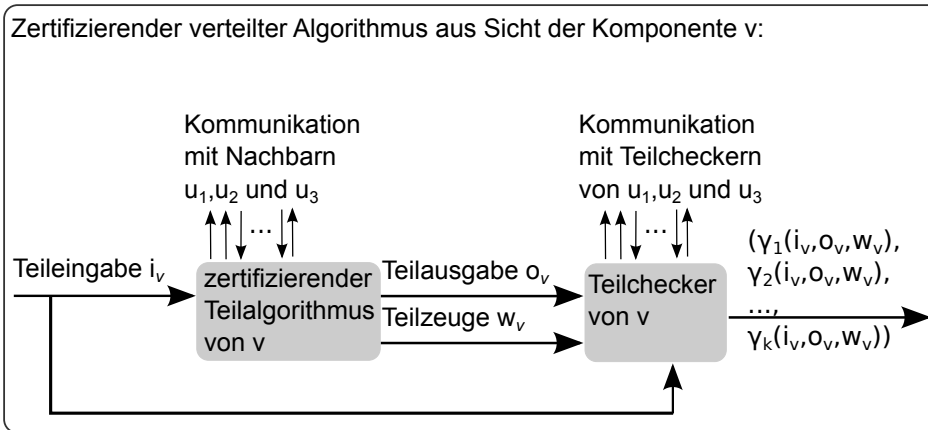 Zertifizierender verteilter Algorithmus aus Sicht der Komponente v:
Kommunikation
mit Nachbarn
u₁,u₂ und u₃
...
Kommunikation
mit Teilcheckern
von u₁,u₂ und u₃
...
Teileingabe iᵥ
zertifizierender
Teilalgorithmus
von v
Teilausgabe oᵥ
Teilzeuge wᵥ
Teilchecker
von v
(γ₁(iᵥ,oᵥ,wᵥ),
γ₂(iᵥ,oᵥ,wᵥ),
...,
γₖ(iᵥ,oᵥ,wᵥ))